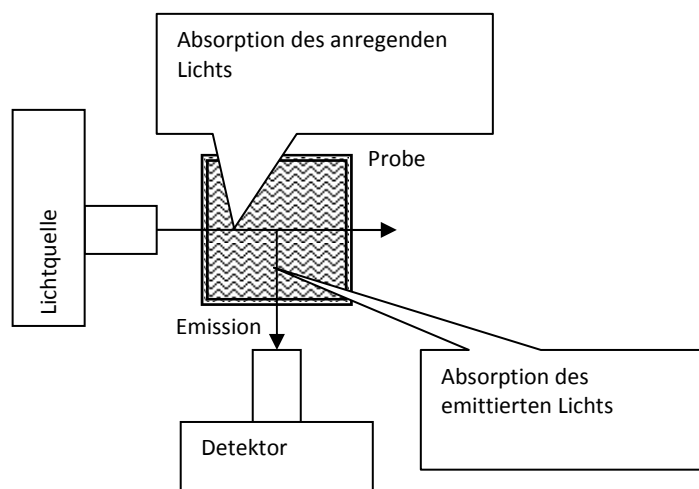 Absorption des anregenden
Lichts
Probe
Lichtquelle
Emission
Absorption des
emittierten Lichts
Detektor